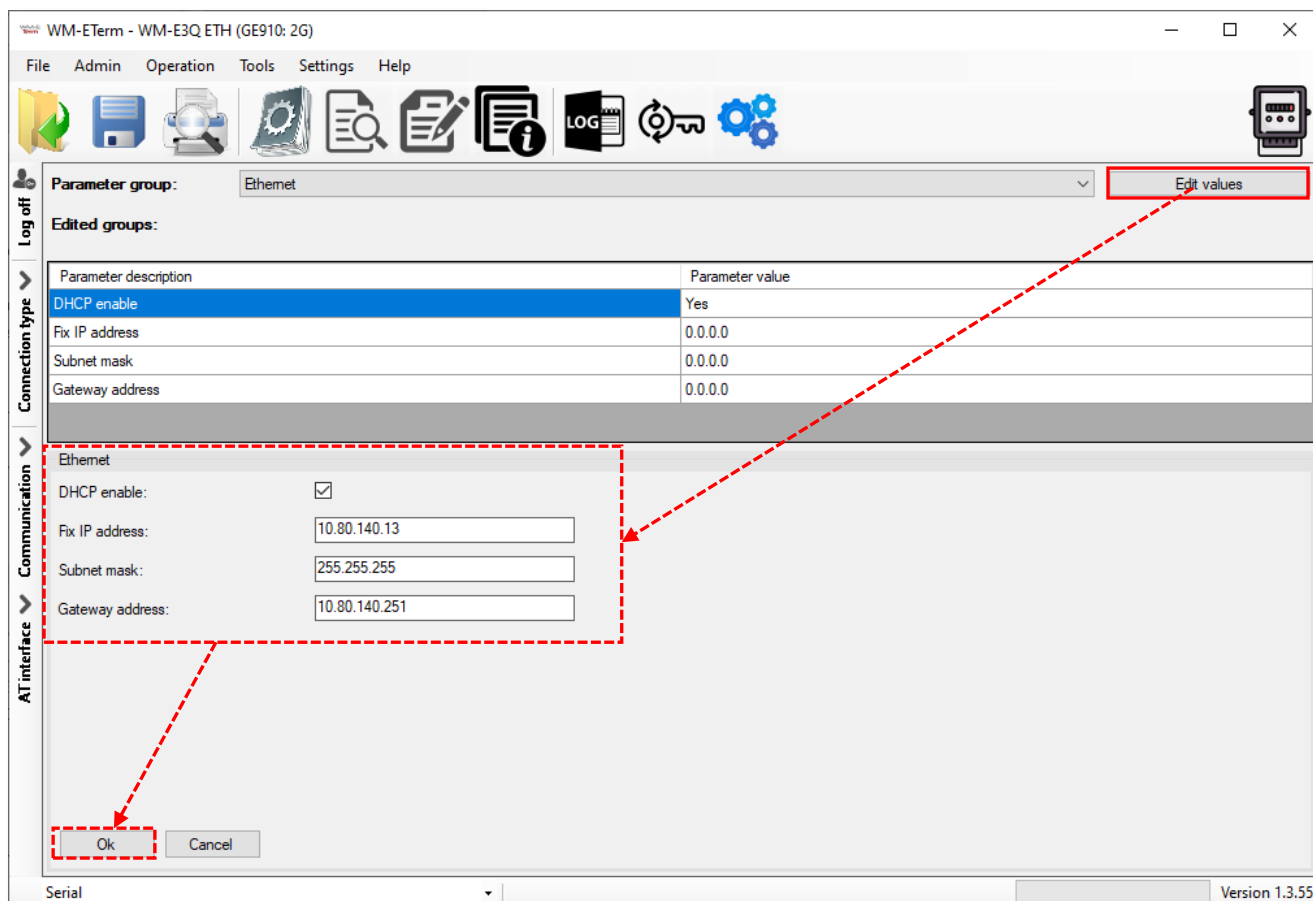 WM-ETerm - WM-E3Q ETH (GE910: 2G)
File Admin Operation Tools Settings Help
LOG
Log off
Connection type
Communication
AT interface
Parameter group: Ethernet Edit values
Edited groups:
Parameter description Parameter value
DHCP enable Yes
Fix IP address 0.0.0.0
Subnet mask 0.0.0.0
Gateway address 0.0.0.0
Ethernet
DHCP enable:
Fix IP address: 10.80.140.13
Subnet mask: 255.255.255
Gateway address: 10.80.140.251
Ok Cancel
Serial Version 1.3.55